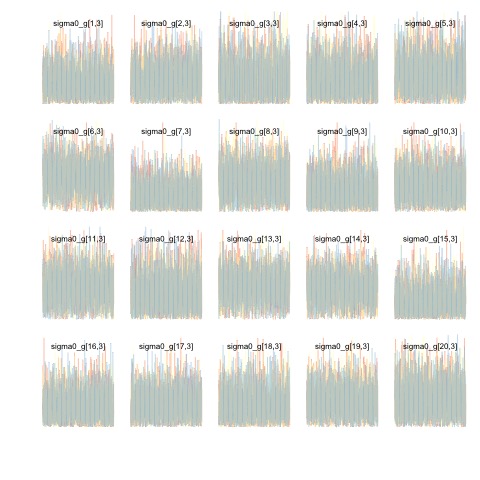 sigma0_g[1,3] sigma0_g[2,3] sigma0_g[3,3] sigma0_g[4,3] sigma0_g[5,3]
sigma0_g[6,3] sigma0_g[7,3] sigma0_g[8,3] sigma0_g[9,3] sigma0_g[10,3]
sigma0_g[11,3] sigma0_g[12,3] sigma0_g[13,3] sigma0_g[14,3] sigma0_g[15,3]
sigma0_g[16,3] sigma0_g[17,3] sigma0_g[18,3] sigma0_g[19,3] sigma0_g[20,3]